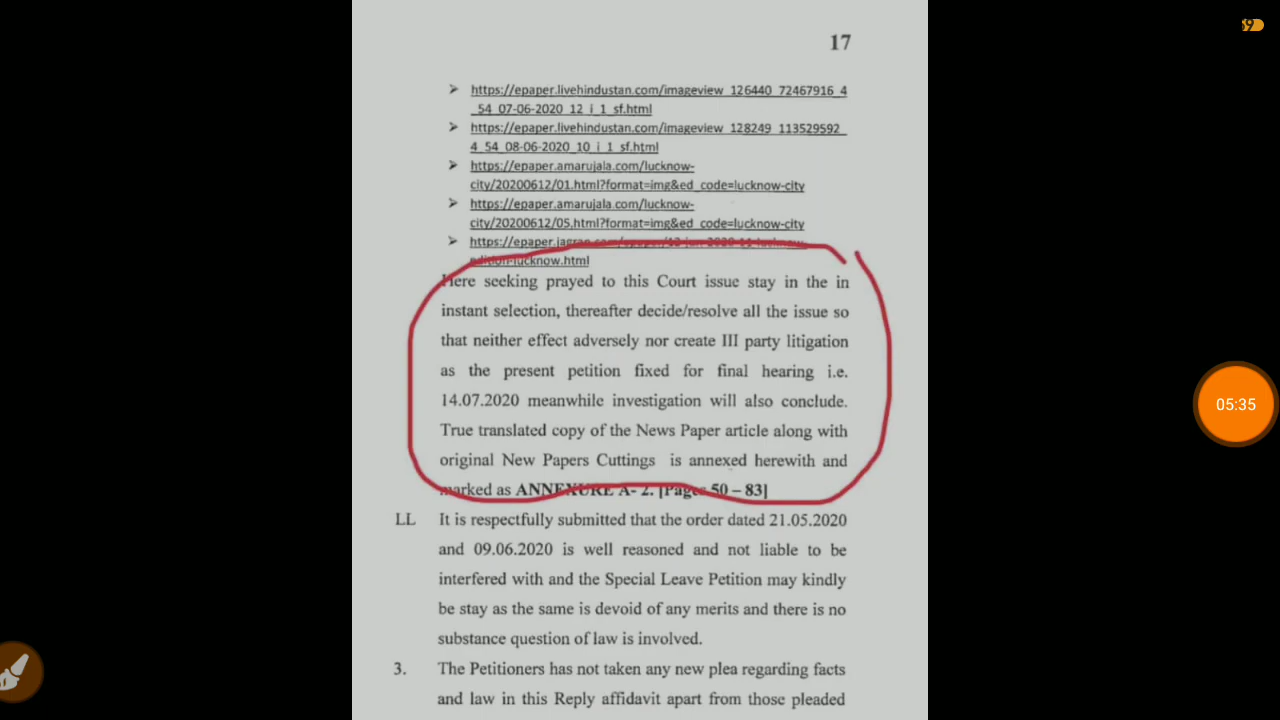 17
➢ https://epaper.livehindustan.com/imageview_126440_72467916_4
_54_07-06-2020_12_i_1_sf.html
➢ https://epaper.livehindustan.com/imageview_128249_113529592_
4_54_08-06-2020_10_i_1_sf.html
➢ https://epaper.amarujala.com/lucknow-
city/20200612/01.html?format=img&ed_code=lucknow-city
➢ https://epaper.amarujala.com/lucknow-
city/20200612/05.html?format=img&ed_code=lucknow-city
➢ https://epaper.jagran.com/epaper/12-jun-2020-11-lucknow-
edition-lucknow.html
Here seeking prayed to this Court issue stay in the in
instant selection, thereafter decide/resolve all the issue so
that neither effect adversely nor create III party litigation
as the present petition fixed for final hearing i.e.
14.07.2020 meanwhile investigation will also conclude.
True translated copy of the News Paper article along with
original New Papers Cuttings is annexed herewith and
marked as ANNEXURE A- 2. [Pages 50 – 83]
LL It is respectfully submitted that the order dated 21.05.2020
and 09.06.2020 is well reasoned and not liable to be
interfered with and the Special Leave Petition may kindly
be stay as the same is devoid of any merits and there is no
substance question of law is involved.
3. The Petitioners has not taken any new plea regarding facts
and law in this Reply affidavit apart from those pleaded
05:35